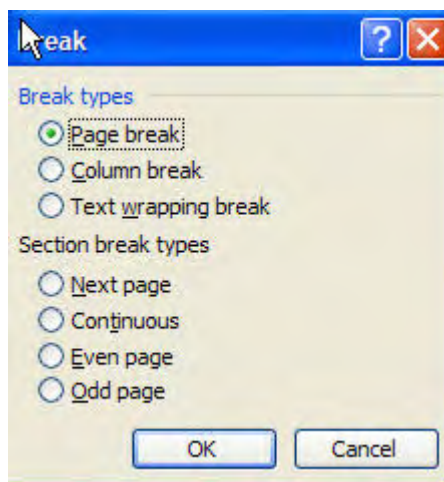 Break
?
Break types
Page break
Column break
Text wrapping break
Section break types
Next page
Continuous
Even page
Odd page
OK Cancel